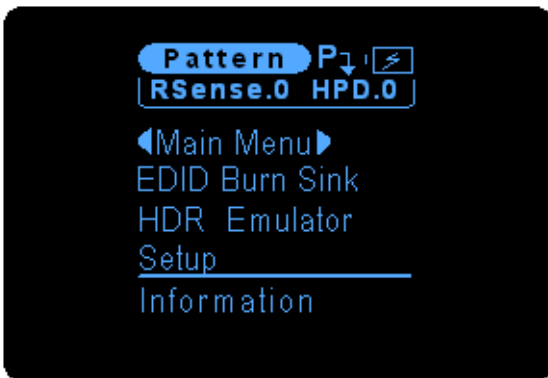 Pattern P
RSense.0 HPD.0
Main Menu
EDID Burn Sink
HDR Emulator
Setup
Information